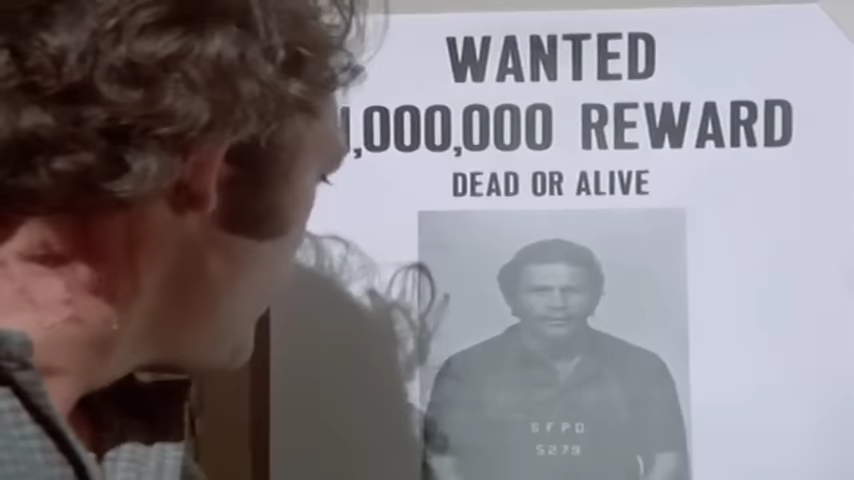 WANTED
1,000,000 REWARD
DEAD OR ALIVE
SFPD
5279